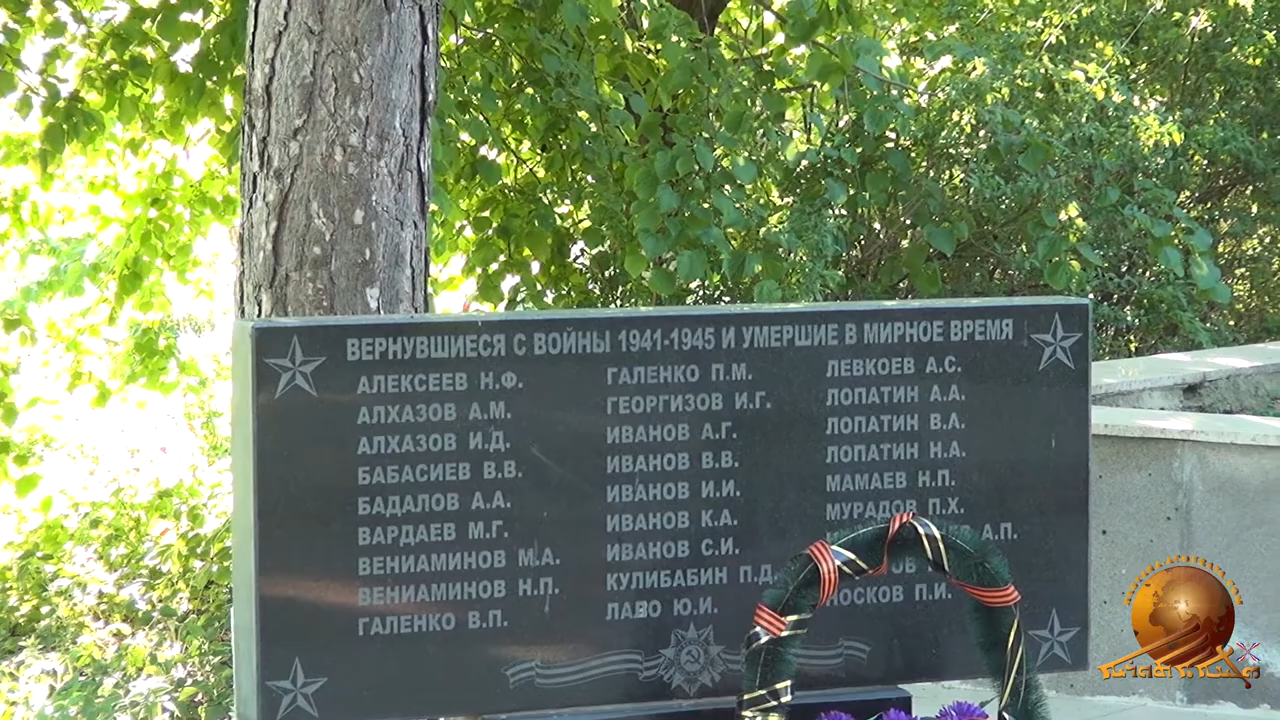 ВЕРНУВШИЕСЯ С ВОЙНЫ 1941-1945 И УМЕРШИЕ В МИРНОЕ ВРЕМЯ
АЛЕКСЕЕВ Н.Ф.
АЛХАЗОВ А.М.
АЛХАЗОВ И.Д.
БАБАСИЕВ В.В.
БАДАЛОВ А.А.
ВАРДАЕВ М.Г.
ВЕНИАМИНОВ М.А.
ВЕНИАМИНОВ Н.П.
ГАЛЕНКО В.П.
ГАЛЕНКО П.М.
ГЕОРГИЗОВ И.Г.
ИВАНОВ А.Г.
ИВАНОВ В.В.
ИВАНОВ И.И.
ИВАНОВ К.А.
ИВАНОВ С.И.
КУЛИБАБИН П.Д.
ЛАВО Ю.И.
ЛЕВКОЕВ А.С.
ЛОПАТИН А.А.
ЛОПАТИН В.А.
ЛОПАТИН Н.А.
МАМАЕВ Н.П.
МУРАДОВ П.Х.
А.П.
НОСКОВ П.И.